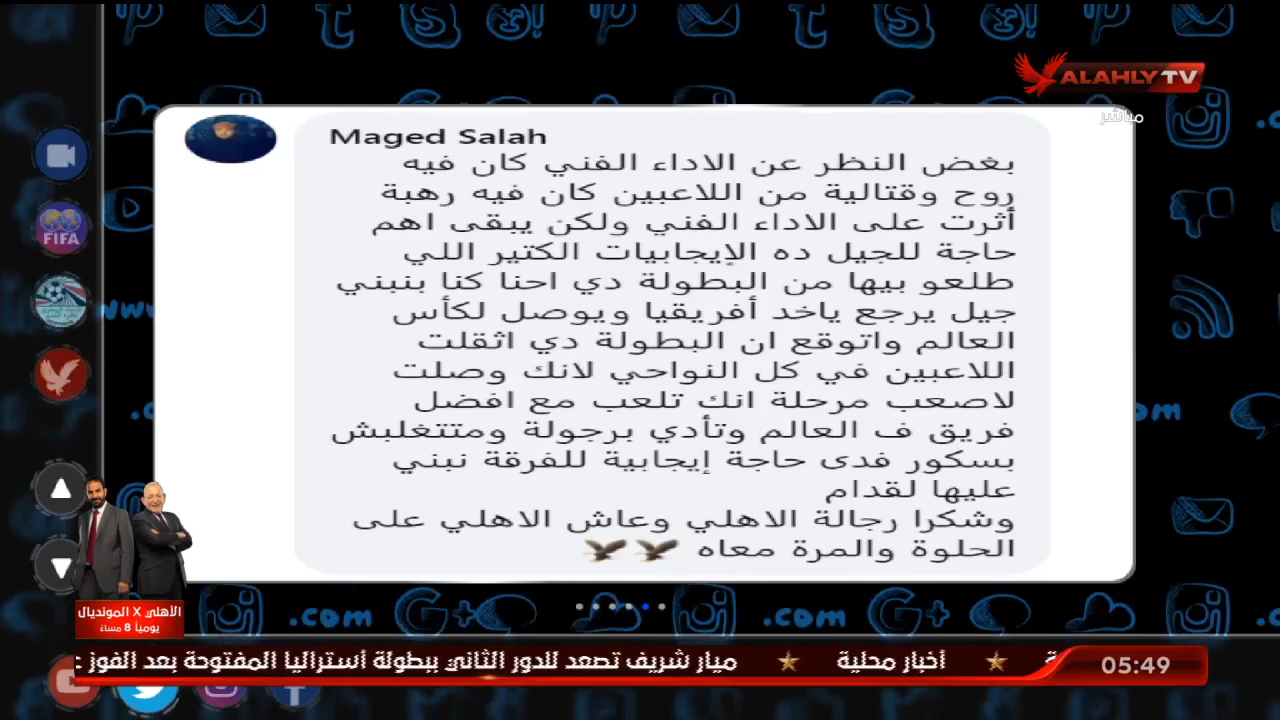 ALAHLY TV
مباشر
Maged Salah
بغض النظر عن الاداء الفني كان فيه
روح وقتالية من اللاعبين كان فيه رهبة
أثرت على الاداء الفني ولكن يبقى اهم
حاجة للجيل ده الإيجابيات الكتير اللي
طلعو بيها من البطولة دي احنا كنا بنبني
جيل يرجع ياخد أفريقيا ويوصل لكأس
العالم واتوقع ان البطولة دي اثقلت
اللاعبين في كل النواحي لانك وصلت
لاصعب مرحلة انك تلعب مع افضل
فريق ف العالم وتأدي برجولة ومتتغلبش
بسكور فدى حاجة إيجابية للفرقة نبني
عليها لقدام
وشكرا رجالة الاهلي وعاش الاهلي على
الحلوة والمرة معاه
FIFA
www
.com
.com
.com
G+
G+
الأهلي X المونديال
يومياً 8 مساءً
أخبار محلية ★ ميار شريف تصعد للدور الثاني ببطولة أستراليا المفتوحة بعد الفوز
05:49